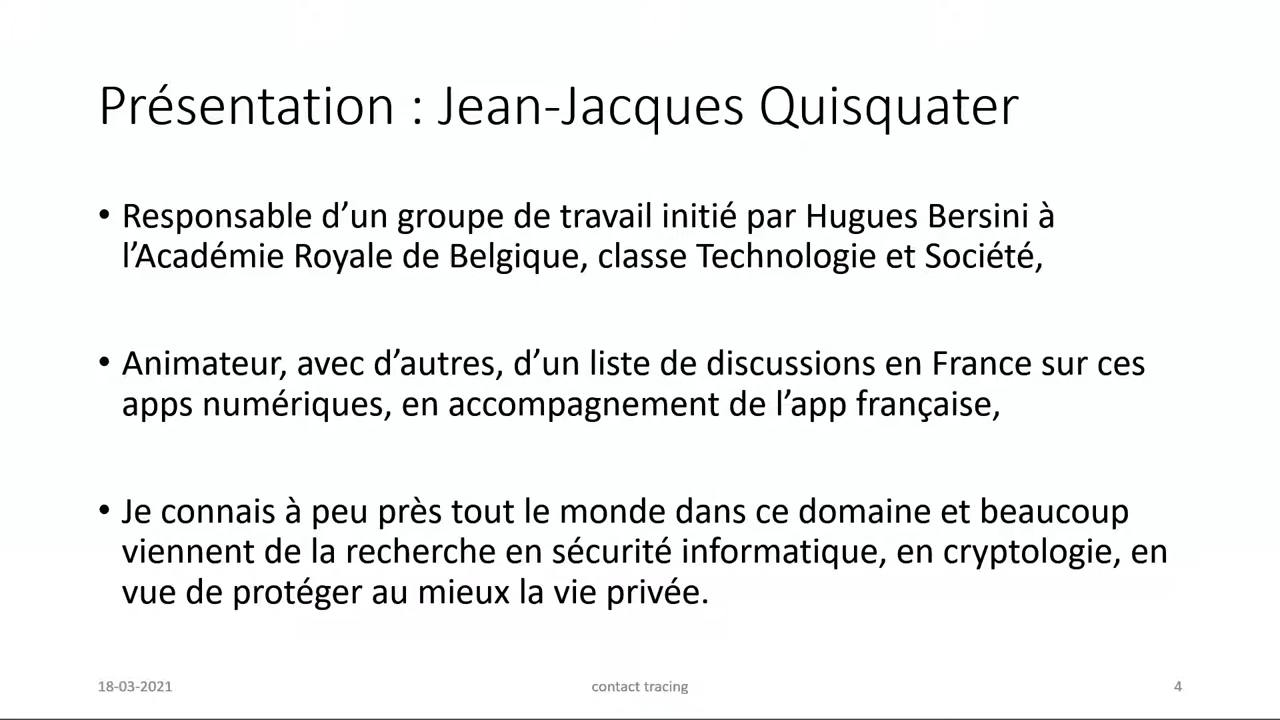 Présentation : Jean-Jacques Quisquater
• Responsable d’un groupe de travail initié par Hugues Bersini à
l’Académie Royale de Belgique, classe Technologie et Société,
• Animateur, avec d’autres, d’un liste de discussions en France sur ces
apps numériques, en accompagnement de l’app française,
• Je connais à peu près tout le monde dans ce domaine et beaucoup
viennent de la recherche en sécurité informatique, en cryptologie, en
vue de protéger au mieux la vie privée.
18-03-2021
contact tracing
4